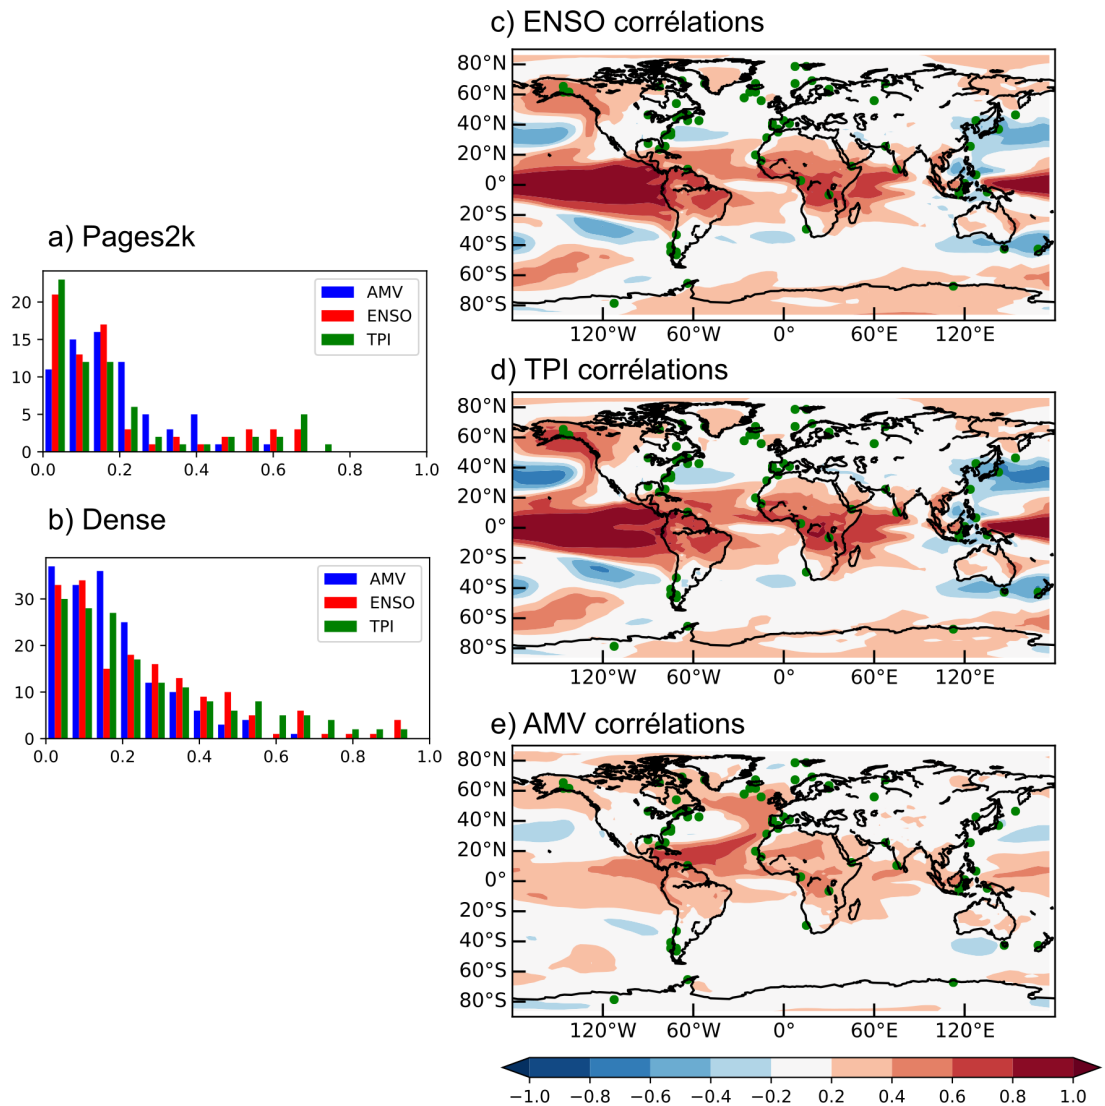 c) ENSO corrélations
80°N
60°N
40°N
20°N
0°
20°S
40°S
60°S
80°S
120°W 60°W 0° 60°E 120°E
a) Pages2k
AMV
ENSO
TPI
20
15
10
5
0
0.0 0.2 0.4 0.6 0.8 1.0
d) TPI corrélations
80°N
60°N
40°N
20°N
0°
20°S
40°S
60°S
80°S
120°W 60°W 0° 60°E 120°E
b) Dense
AMV
ENSO
TPI
30
20
10
0
0.0 0.2 0.4 0.6 0.8 1.0
e) AMV corrélations
80°N
60°N
40°N
20°N
0°
20°S
40°S
60°S
80°S
120°W 60°W 0° 60°E 120°E
−1.0 −0.8 −0.6 −0.4 −0.2 0.2 0.4 0.6 0.8 1.0